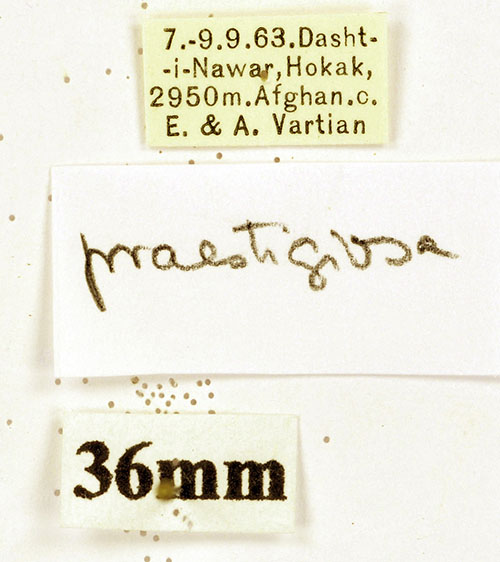 7.-9.9.63.Dasht-
-i-Nawar,Hokak,
2950m.Afghan.c.
E. & A. Vartian
praestigiosa
36mm